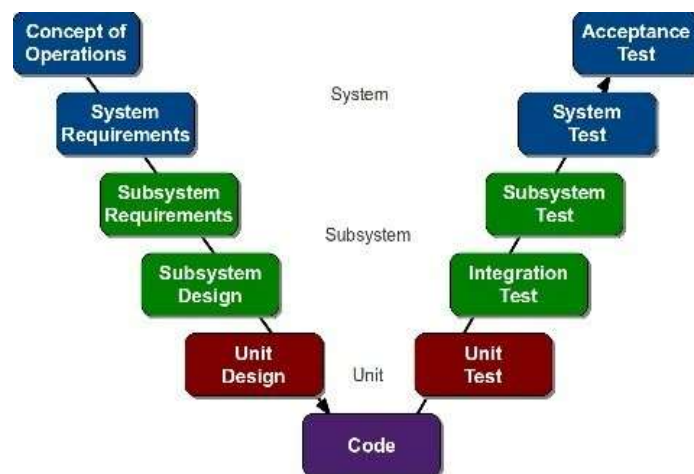 Concept of
Operations
Acceptance
Test
System
System
Requirements
System
Test
Subsystem
Requirements
Subsystem
Test
Subsystem
Subsystem
Design
Integration
Test
Unit
Design
Unit
Unit
Test
Code